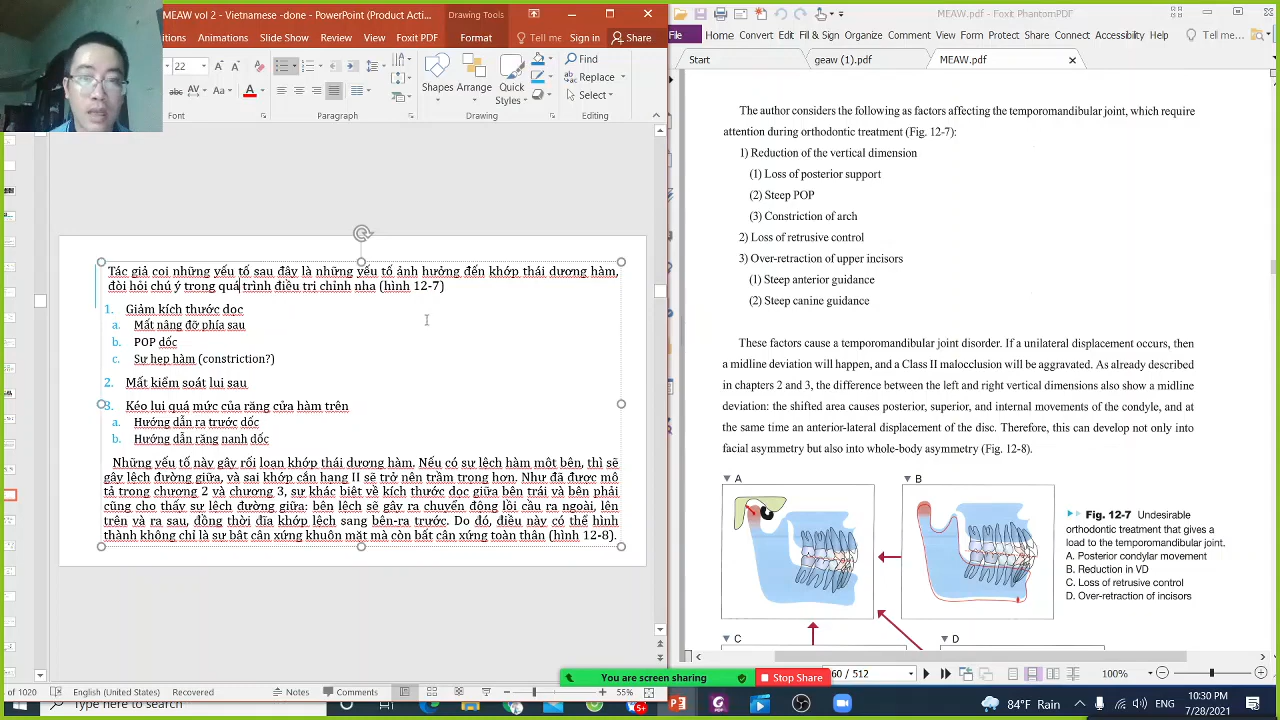 MEAW vol 2 - Vietnamese -done - PowerPoint (Product Acti...
Drawing Tools
MEAW.pdf - Foxit PhantomPDF
Animations
Slide Show
Review
View
Foxit PDF
Format
Tell me
Sign in
Share
File
Home
Convert
Edit
Organize
Comment
View
Form
Protect
Share
Connect
Accessibility
Help
Tell me...
Start
geaw (1).pdf
MEAW.pdf
22
Shapes
Arrange
Quick
Styles
Find
Replace
Select
Font
Paragraph
Drawing
Editing
Tác giả coi những yếu tố sau đây là những yếu tố ảnh hưởng đến khớp thái dương hàm,
đòi hỏi chú ý trong quá trình điều trị chỉnh nha (hình 12-7)
1. Giảm kích thước dọc
a. Mất nâng đỡ phía sau
b. POP dốc
c. Sự hẹp hàm (constriction?)
2. Mất kiểm soát lui sau
3. Kéo lui quá mức của răng cửa hàm trên
a. Hướng dẫn ra trước dốc
b. Hướng dẫn răng nanh dốc
Những yếu tố này gây rối loạn khớp thái dương hàm. Nếu có sự lệch hàm một bên, thì sẽ
gây lệch đường giữa, và sai khớp cắn hạng II sẽ trở nên trầm trọng hơn. Như đã được mô
tả trong chương 2 và chương 3, sự khác biệt về kích thước dọc giữa bên trái và bên phải
cũng cho thấy sự lệch đường giữa: bên lệch sẽ gây ra chuyển động lồi cầu ra ngoài, lên
trên và ra sau, đồng thời đĩa khớp lệch sang bên-ra trước. Do đó, điều này có thể hình
thành không chỉ là sự bất cân xứng khuôn mặt mà còn bất cân xứng toàn thân (hình 12-8).
The author considers the following as factors affecting the temporomandibular joint, which require
attention during orthodontic treatment (Fig. 12-7):
1) Reduction of the vertical dimension
(1) Loss of posterior support
(2) Steep POP
(3) Constriction of arch
2) Loss of retrusive control
3) Over-retraction of upper incisors
(1) Steep anterior guidance
(2) Steep canine guidance
These factors cause a temporomandibular joint disorder. If a unilateral displacement occurs, then
a midline deviation will happen, and a Class II malocclusion will be aggravated. As already described
in chapters 2 and 3, the difference between the left and right vertical dimensions also show a midline
deviation: the shifted area causes posterior, superior, and internal movements of the condyle, and at
the same time an anterior-lateral displacement of the disc. Therefore, this can develop not only into
facial asymmetry but also into whole-body asymmetry (Fig. 12-8).
A
B
Fig. 12-7 Undesirable
orthodontic treatment that gives a
load to the temporomandibular joint.
A. Posterior condylar movement
B. Reduction in VD
C. Loss of retrusive control
D. Over-retraction of incisors
C
D
You are screen sharing
Stop Share
60 / 512
100%
of 1020
English (United States)
Recovered
Notes
Comments
55%
Type here to search
5+
84°F Rain
ENG
10:30 PM
7/28/2021